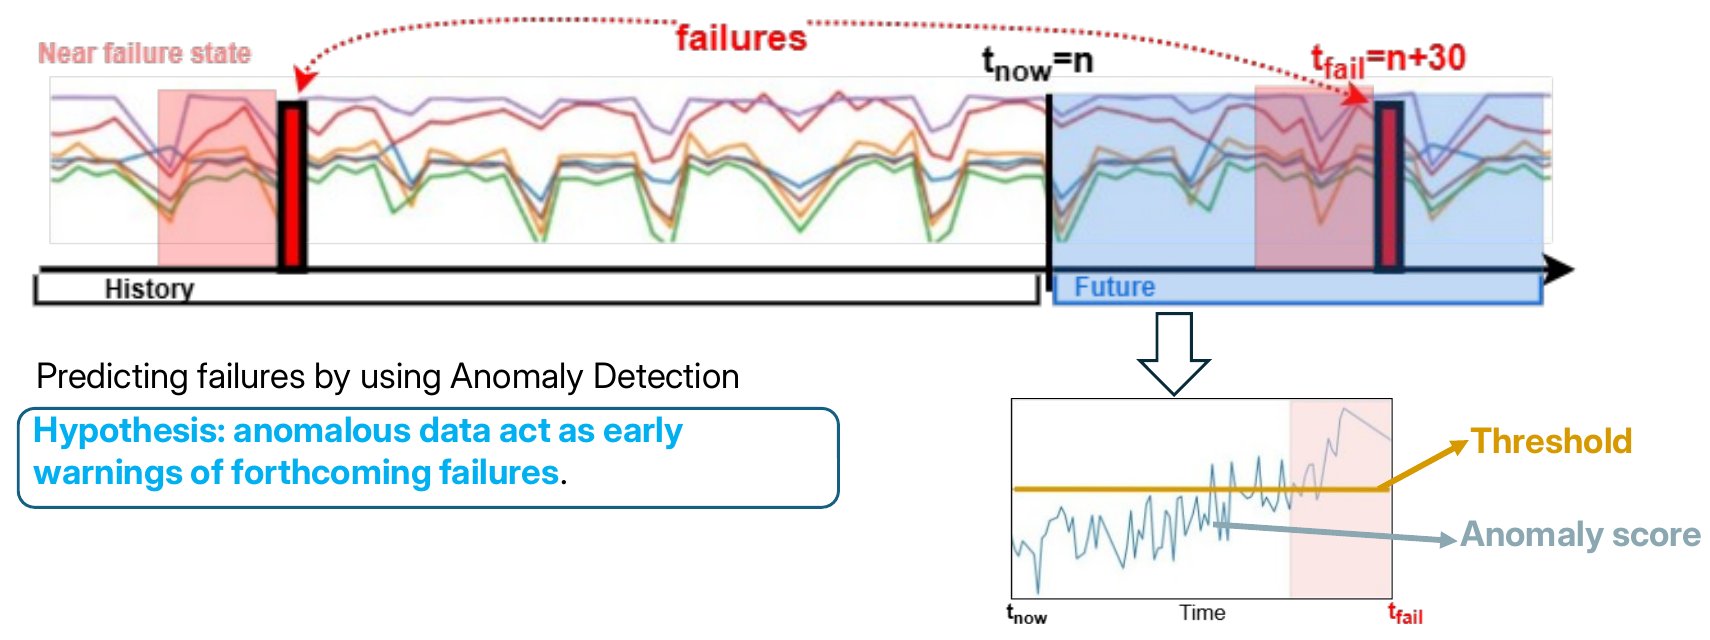 failures
Near failure state
tnow=n
tfail=n+30
History
Future
Predicting failures by using Anomaly Detection
Hypothesis: anomalous data act as early
warnings of forthcoming failures.
Threshold
Anomaly score
tnow
Time
tfail